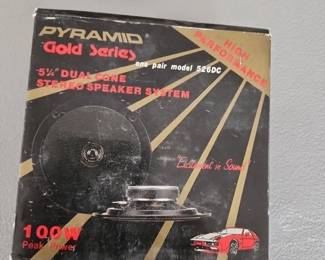 PYRAMID
Gold Series
HIGH
PERFORMANCE
one pair model 526DC
5¼" DUAL CONE
STEREO SPEAKER SYSTEM
"Excitement in Sound"
100W
Peak Power